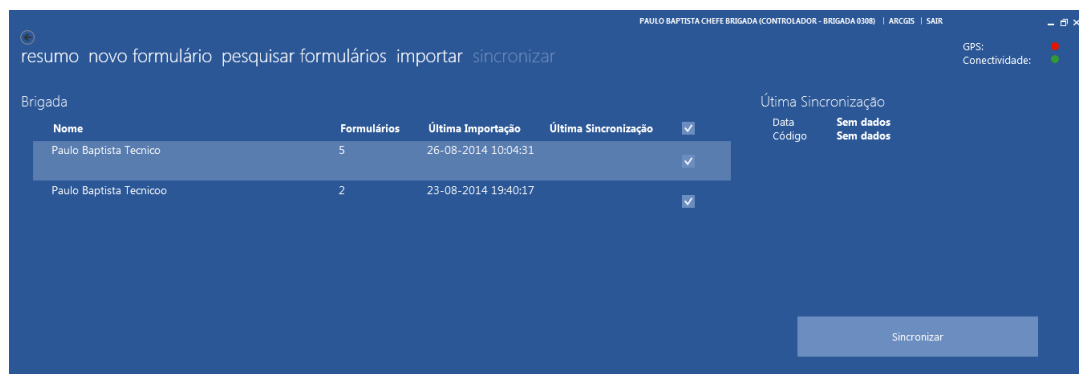 PAULO BAPTISTA CHEFE BRIGADA (CONTROLADOR - BRIGADA 0308) | ARCGIS | SAIR
resumo novo formulário pesquisar formulários importar sincronizar
GPS:
Conectividade:
Brigada
Nome Formulários Última Importação Última Sincronização
Paulo Baptista Tecnico 5 26-08-2014 10:04:31
Paulo Baptista Tecnicoo 2 23-08-2014 19:40:17
Útima Sincronização
Data Sem dados
Código Sem dados
Sincronizar